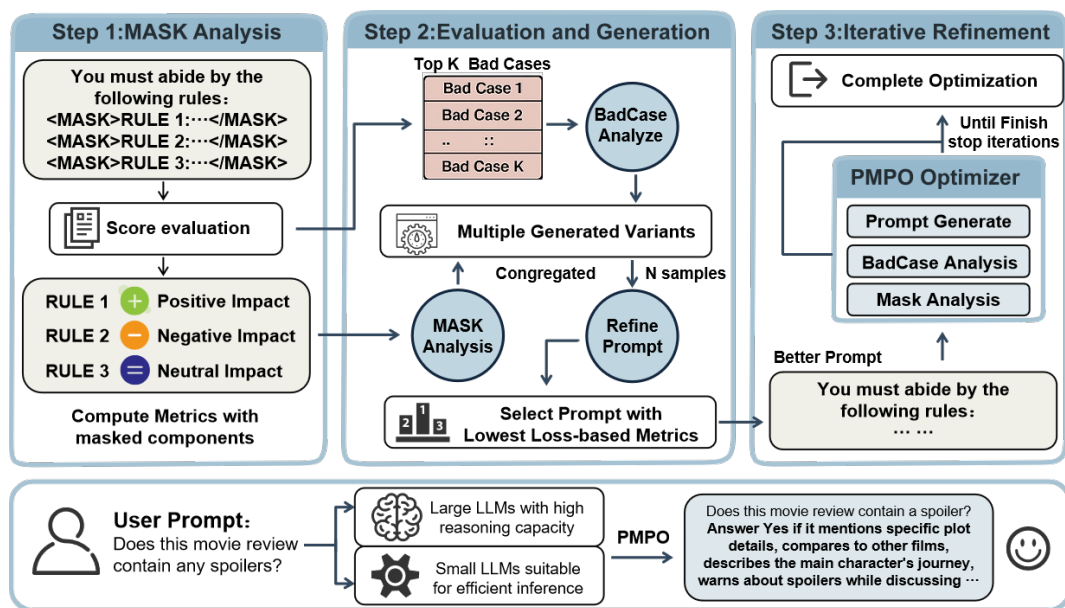 Step 1:MASK Analysis
You must abide by the
following rules:
<MASK>RULE 1:···</MASK>
<MASK>RULE 2:···</MASK>
<MASK>RULE 3:···</MASK>
Score evaluation
RULE 1 Positive Impact
RULE 2 Negative Impact
RULE 3 Neutral Impact
Compute Metrics with
masked components
Step 2:Evaluation and Generation
Top K Bad Cases
Bad Case 1
Bad Case 2
.. ::
Bad Case K
BadCase
Analyze
Multiple Generated Variants
Congregated
N samples
MASK
Analysis
Refine
Prompt
2 1 3
Select Prompt with
Lowest Loss-based Metrics
Step 3:Iterative Refinement
Complete Optimization
Until Finish
stop iterations
PMPO Optimizer
Prompt Generate
BadCase Analysis
Mask Analysis
Better Prompt
You must abide by the
following rules:
··· ···
User Prompt:
Does this movie review
contain any spoilers?
Large LLMs with high
reasoning capacity
Small LLMs suitable
for efficient inference
PMPO
Does this movie review contain a spoiler?
Answer Yes if it mentions specific plot
details, compares to other films,
describes the main character's journey,
warns about spoilers while discussing ···